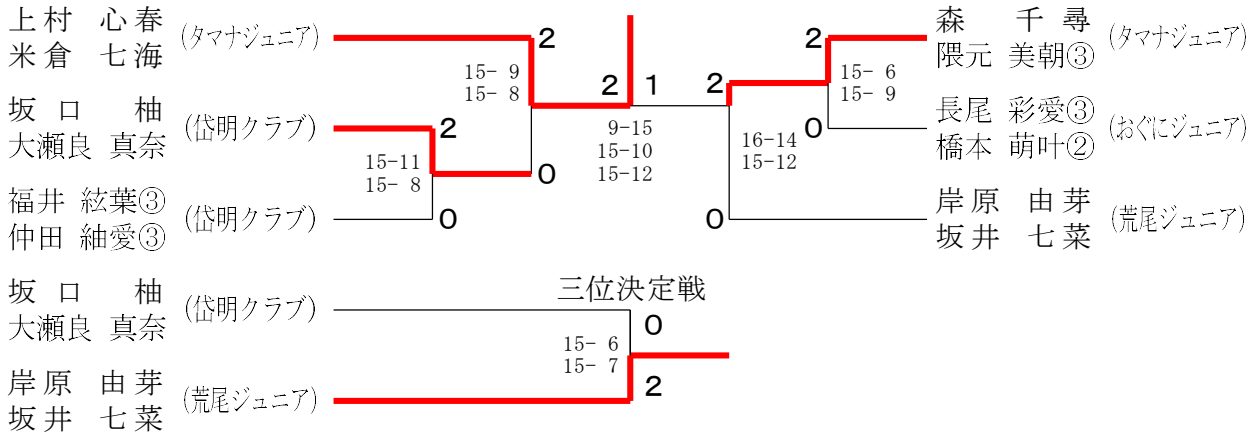 上村 心春
米倉 七海
(タマナジュニア)
2
15- 9
15- 8
坂口 柚
大瀬良 真奈
(岱明クラブ)
2
15-11
15- 8
0
福井 絃葉③
仲田 紬愛③
(岱明クラブ)
0
2 1
9-15
15-10
15-12
森 千尋
隈元 美朝③
(タマナジュニア)
2
15- 6
15- 9
長尾 彩愛③
橋本 萌叶②
(おぐにジュニア)
0
2
16-14
15-12
岸原 由芽
坂井 七菜
(荒尾ジュニア)
0
三位決定戦
坂口 柚
大瀬良 真奈
(岱明クラブ)
0
15- 6
15- 7
岸原 由芽
坂井 七菜
(荒尾ジュニア)
2